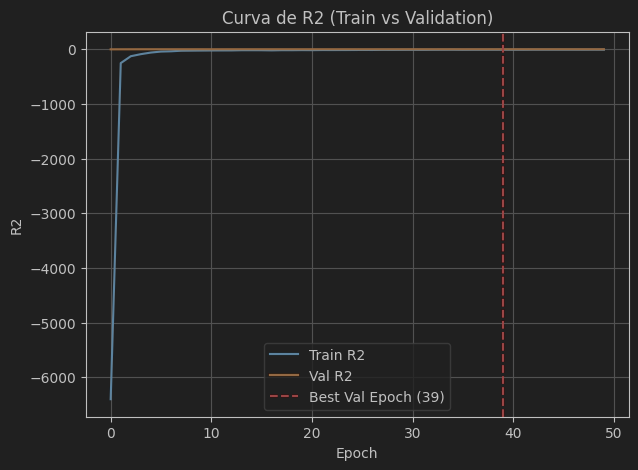 Curva de R2 (Train vs Validation)
0
−1000
−2000
−3000
−4000
−5000
−6000
R2
Train R2
Val R2
Best Val Epoch (39)
0 10 20 30 40 50
Epoch